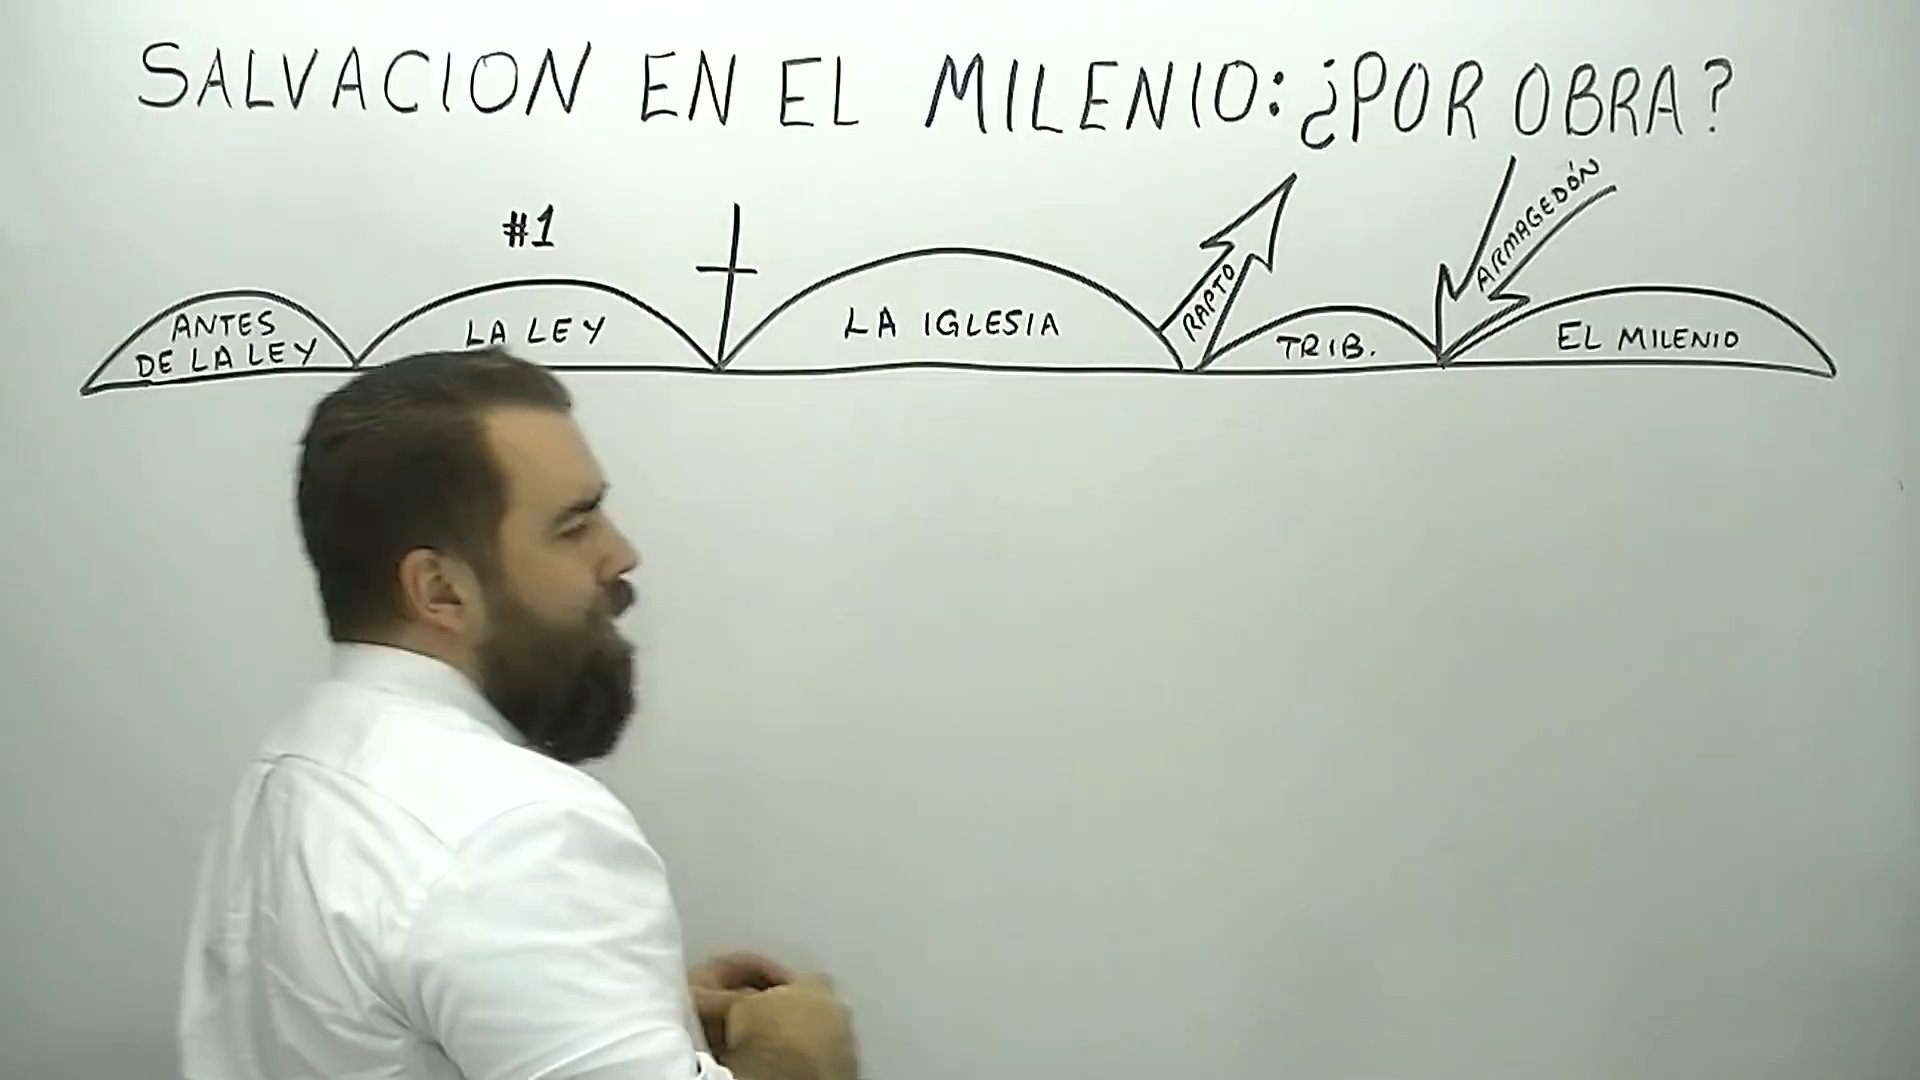 SALVACION EN EL MILENIO: ¿POR OBRA?
#1
ANTES
DE LA LEY
LA LEY
LA IGLESIA
RAPTO
TRIB.
ARMAGEDÓN
EL MILENIO